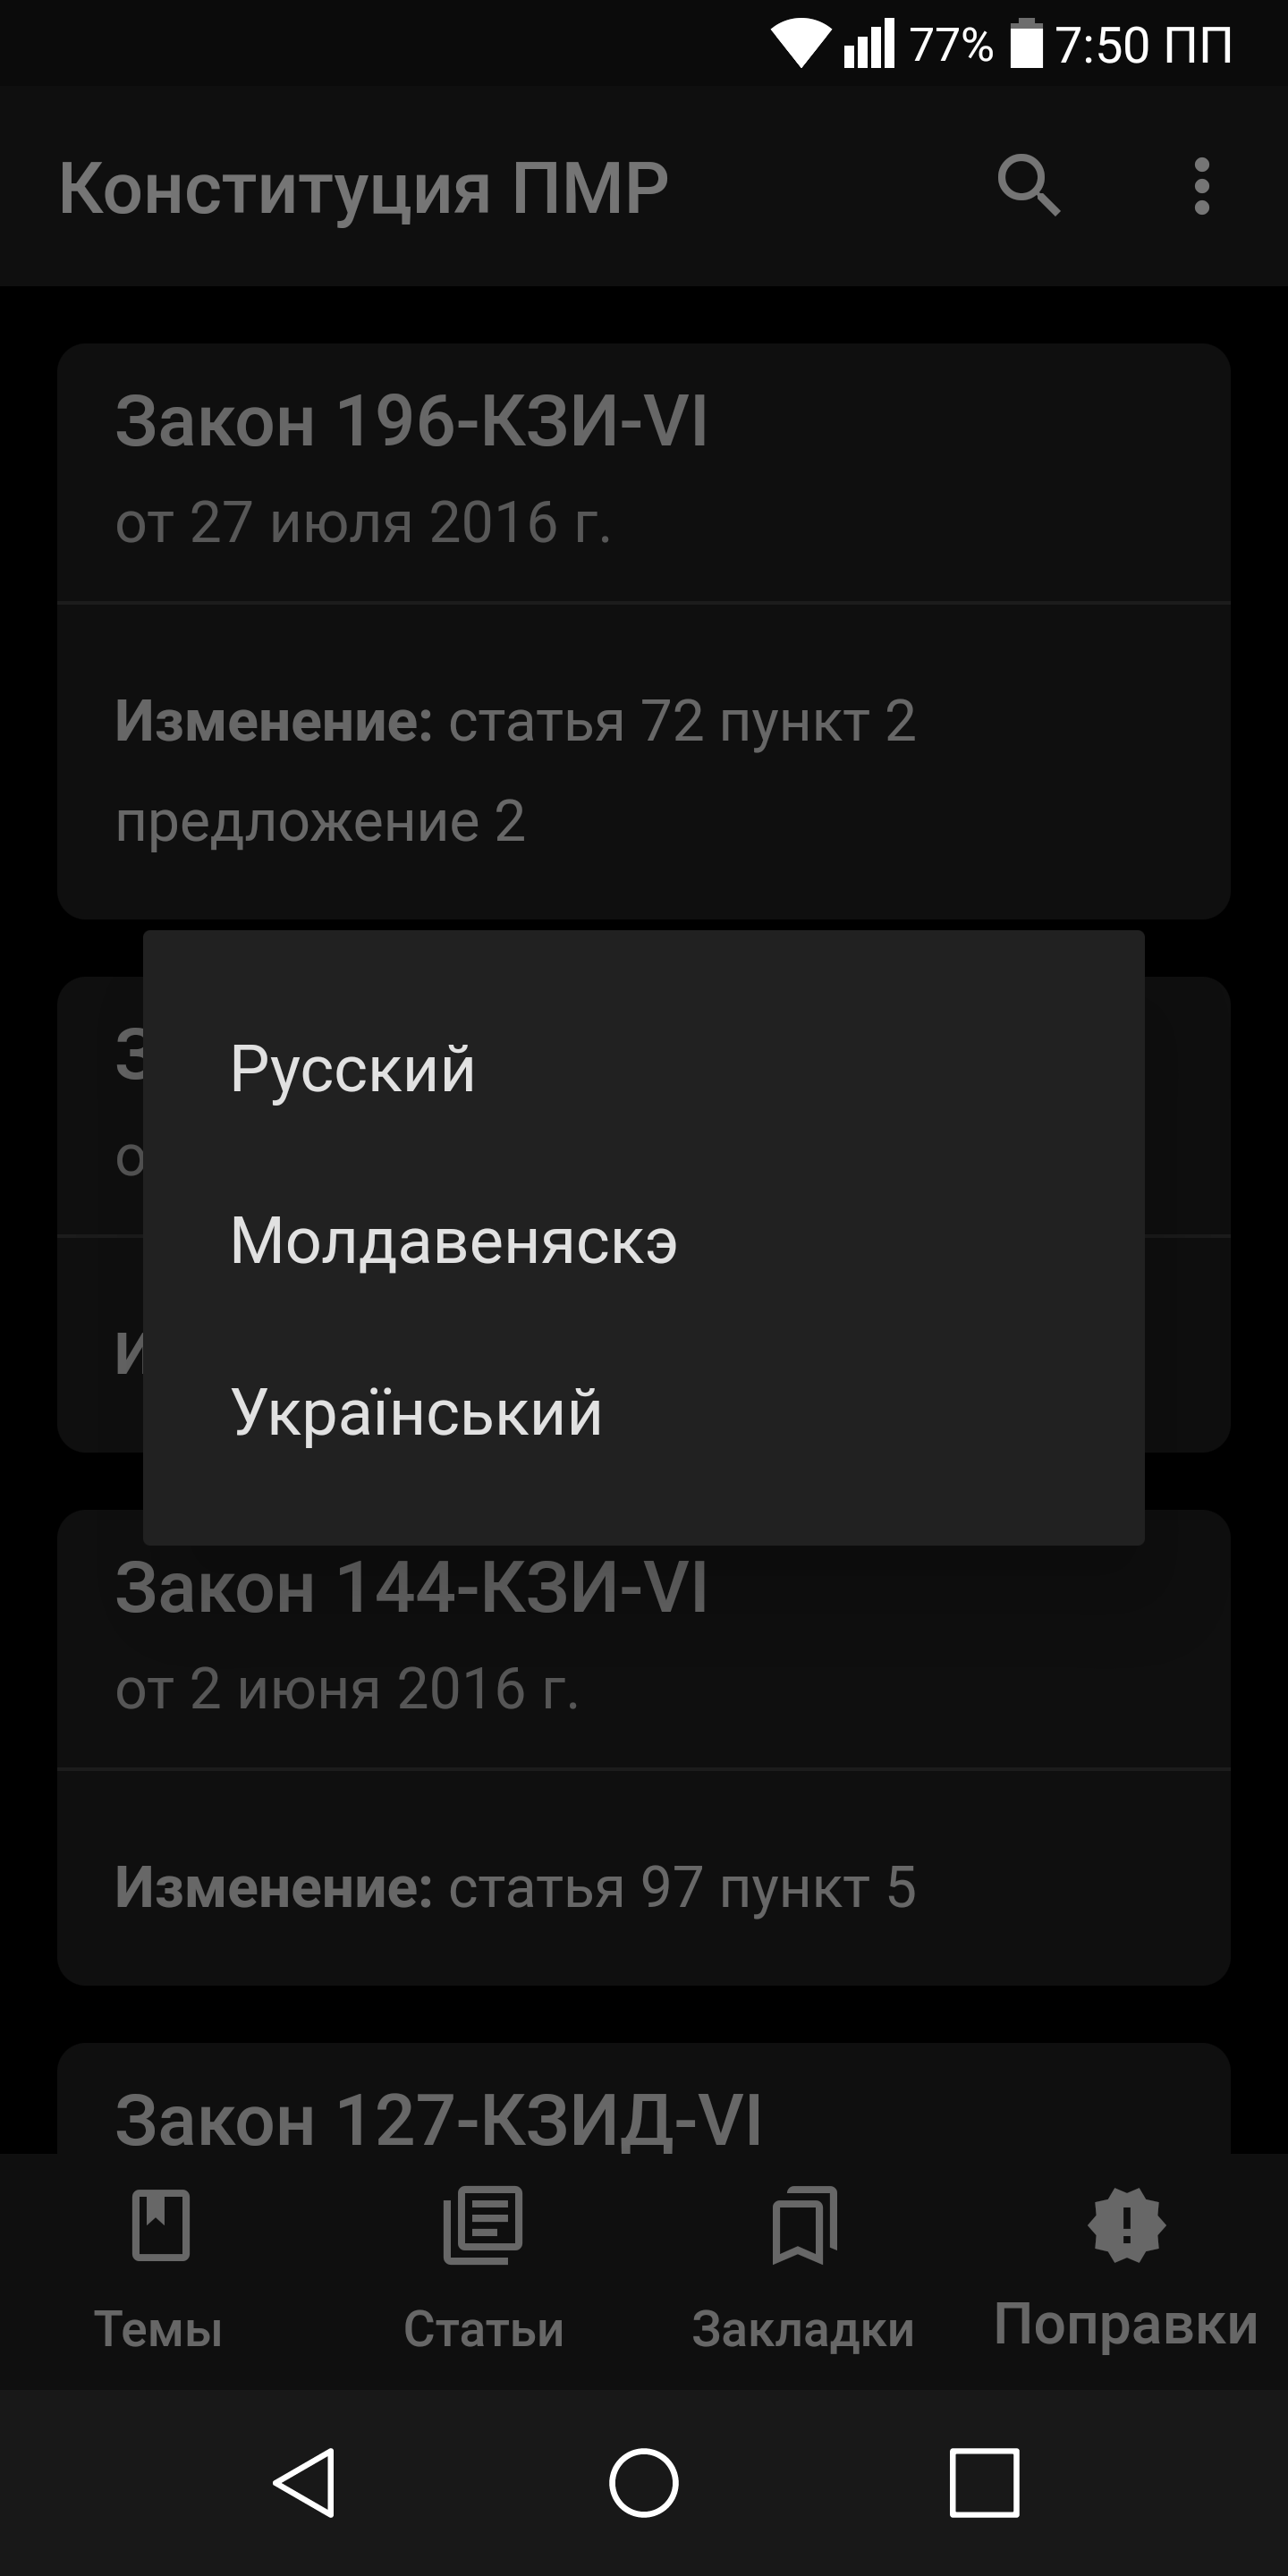 77% 7:50 ПП
Конституция ПМР
Закон 196-КЗИ-VI
от 27 июля 2016 г.
Изменение: статья 72 пункт 2
предложение 2
Русский
Молдавеняскэ
Український
Закон 144-КЗИ-VI
от 2 июня 2016 г.
Изменение: статья 97 пункт 5
Закон 127-КЗИД-VI
Темы Статьи Закладки Поправки